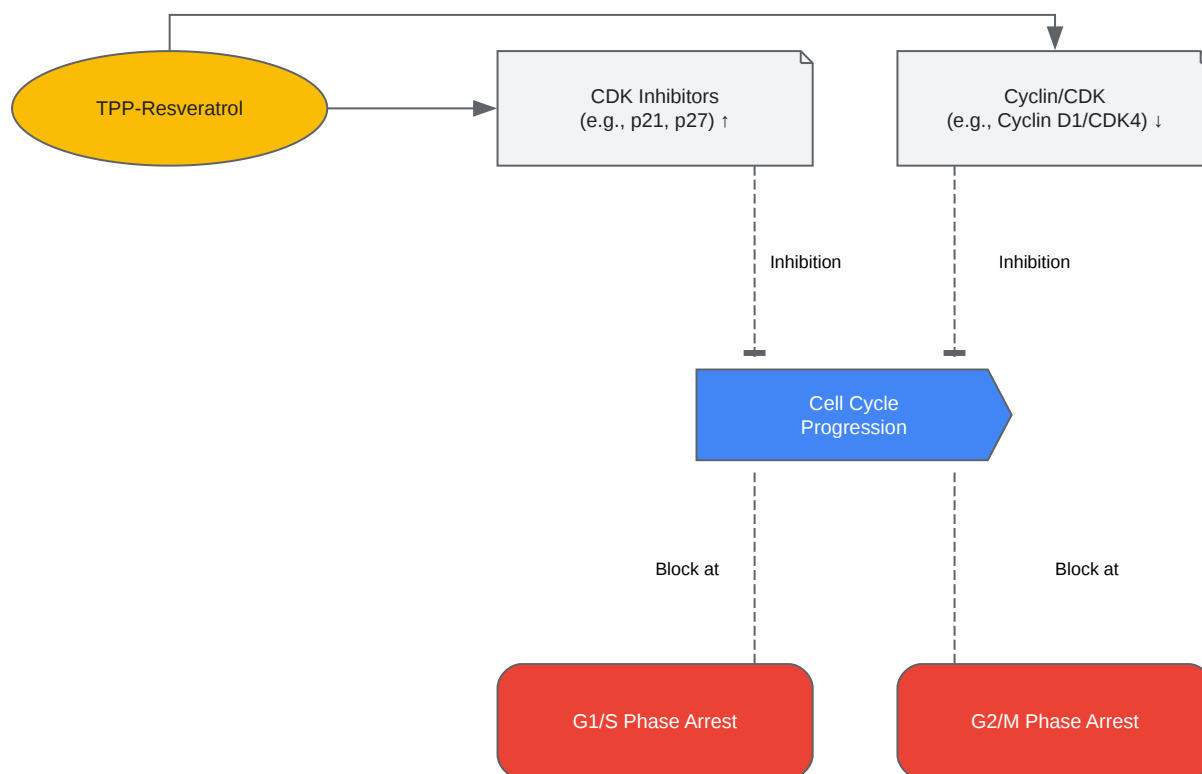 TPP-Resveratrol
CDK Inhibitors
(e.g., p21, p27) ↑
Cyclin/CDK
(e.g., Cyclin D1/CDK4) ↓
Inhibition
Inhibition
Cell Cycle
Progression
Block at
Block at
G1/S Phase Arrest
G2/M Phase Arrest